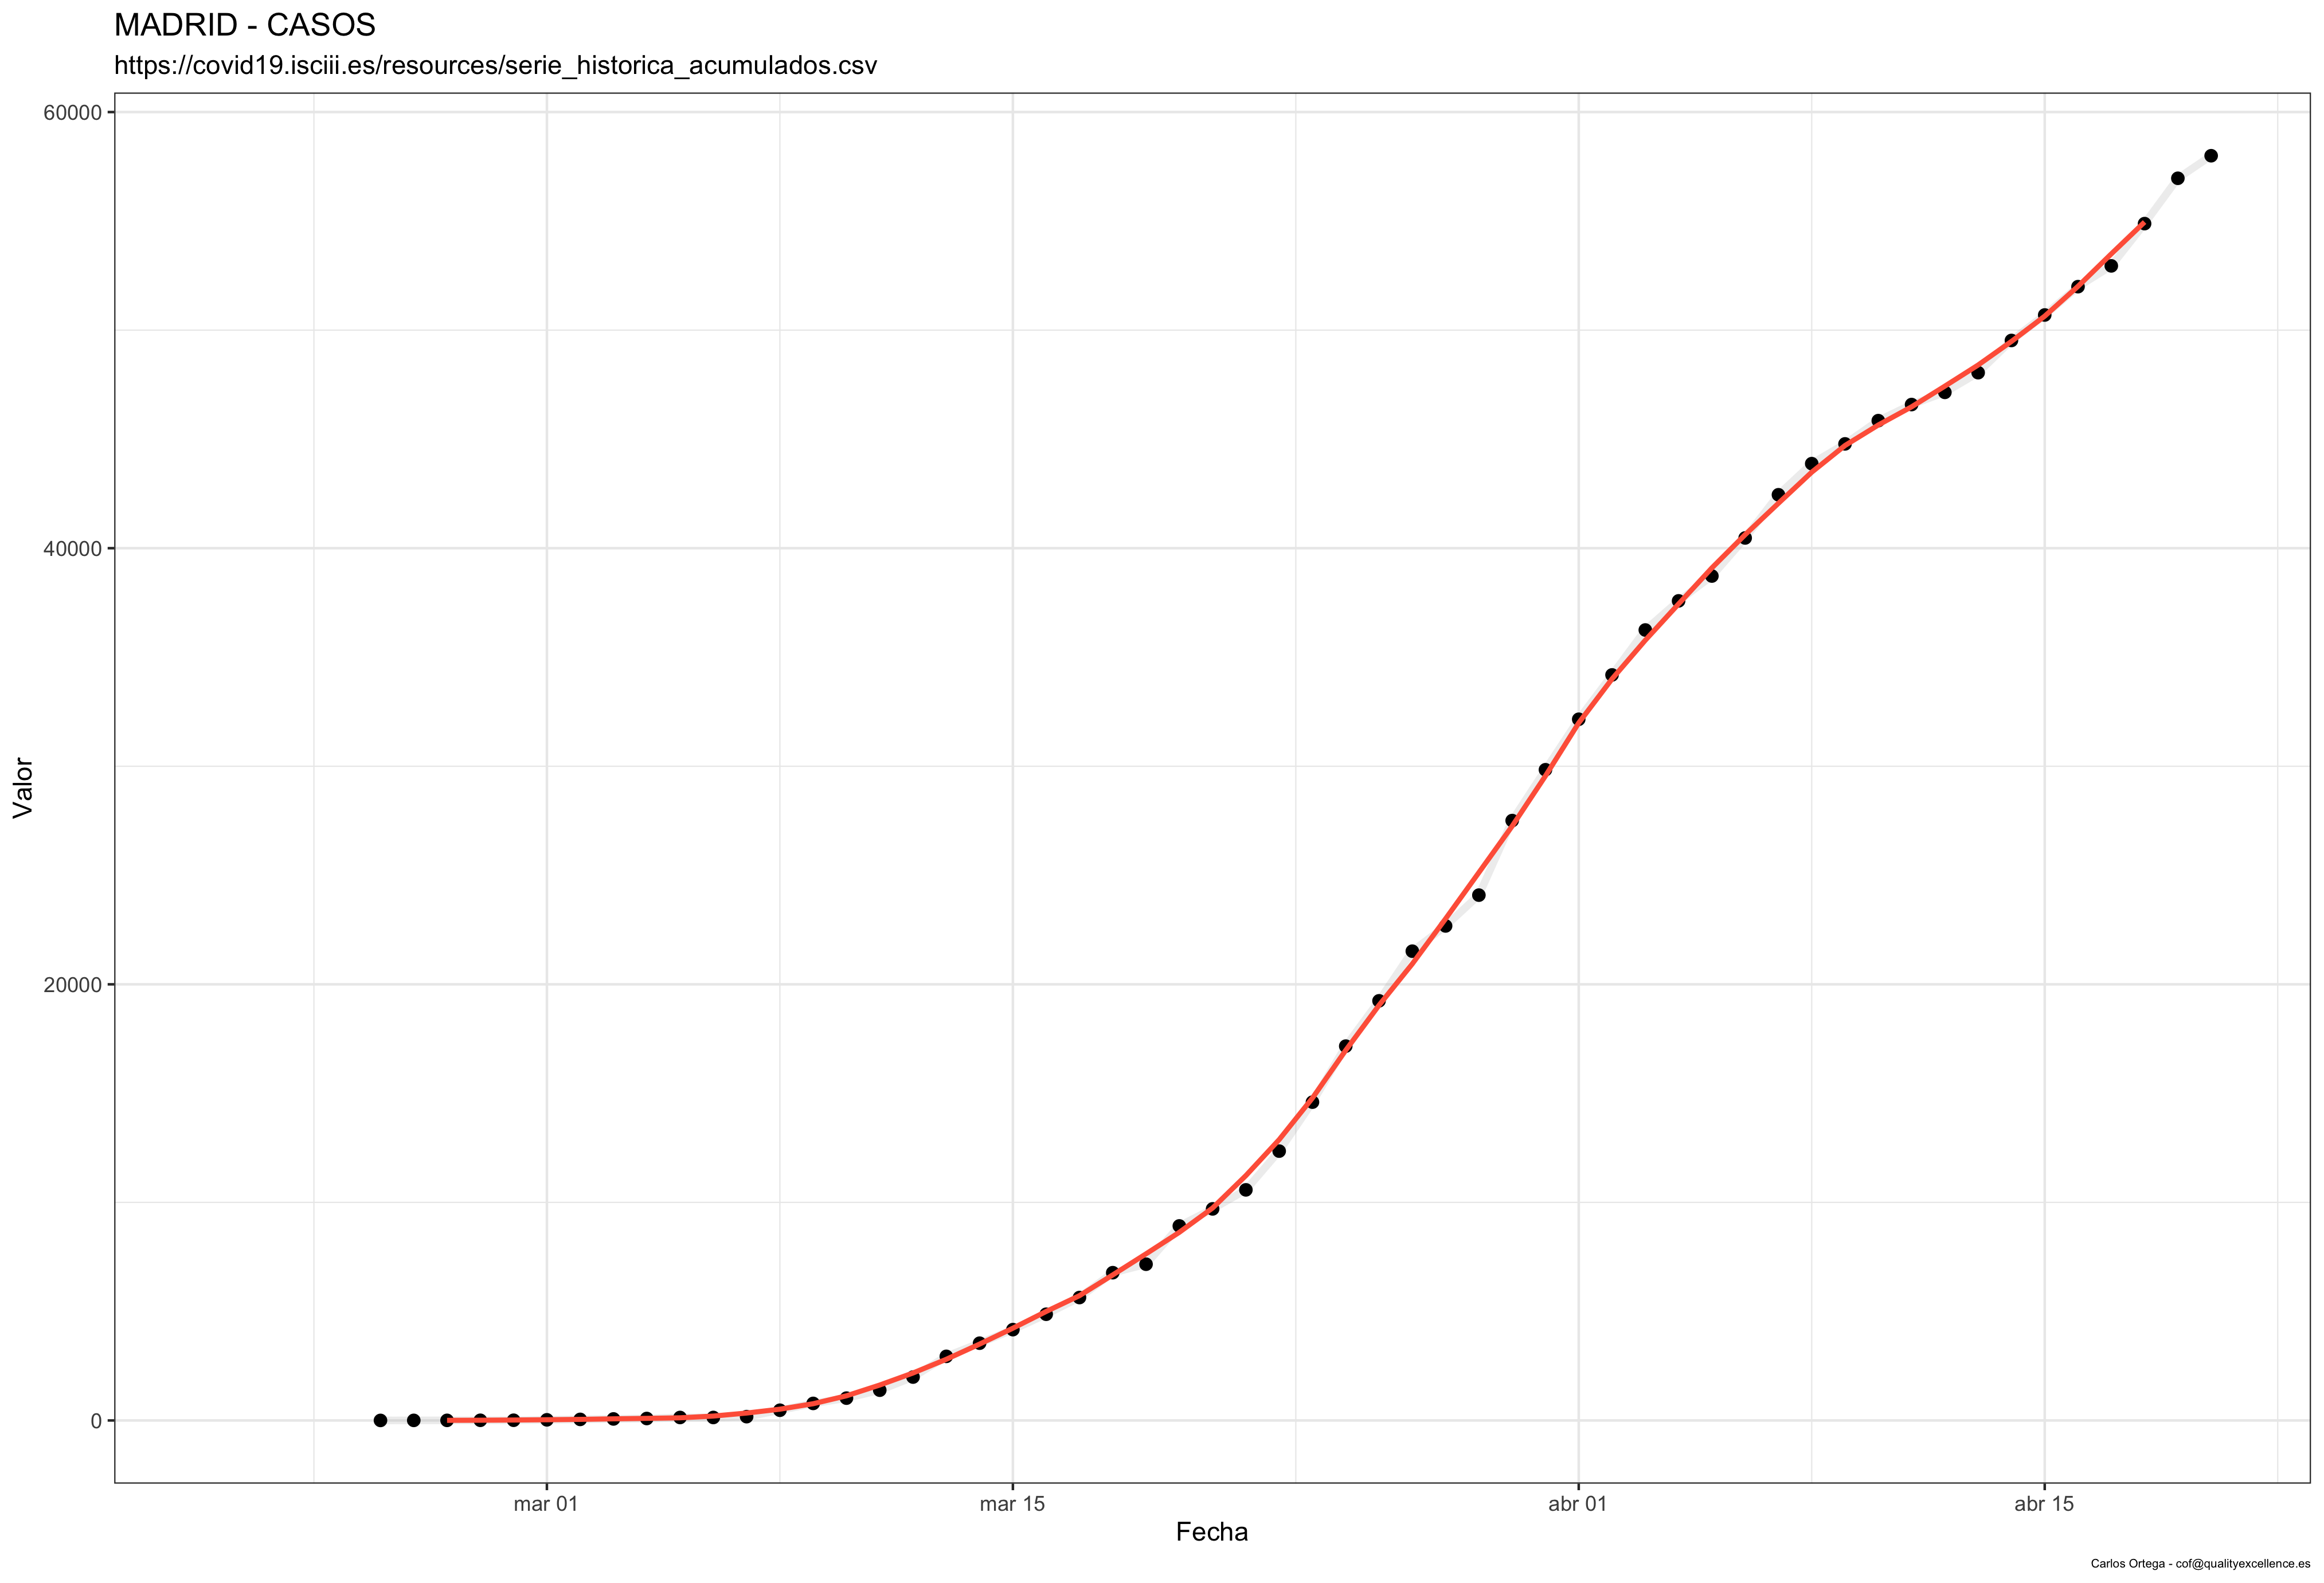 MADRID - CASOS
https://covid19.isciii.es/resources/serie_historica_acumulados.csv
60000
40000
20000
0
Valor
mar 01
mar 15
abr 01
abr 15
Fecha
Carlos Ortega - cof@qualityexcellence.es